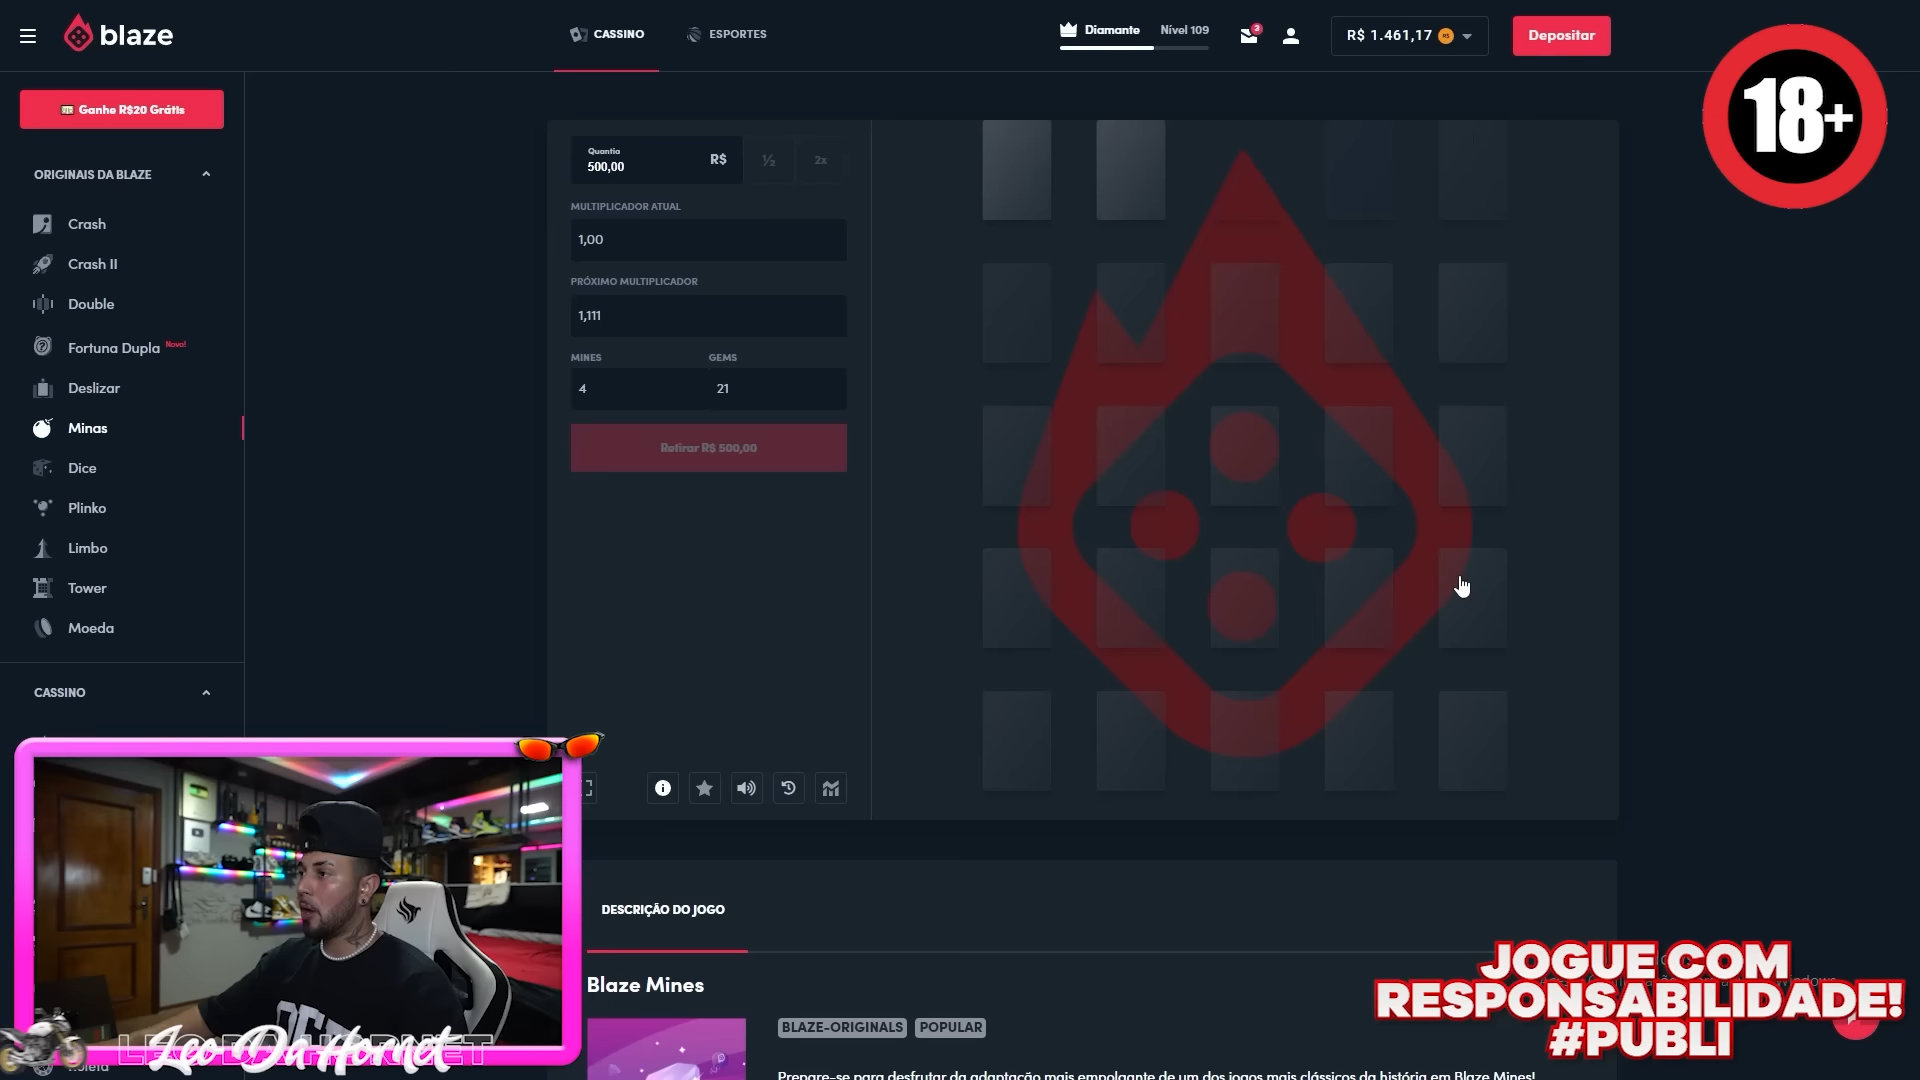 blaze
CASSINO
ESPORTES
Diamante
Nível 109
3
R$ 1.461,17
R$
Depositar
18+
Ganhe R$20 Grátis
ORIGINAIS DA BLAZE
Crash
Crash II
Double
Fortuna Dupla Novo!
Deslizar
Minas
Dice
Plinko
Limbo
Tower
Moeda
CASSINO
Quantia
500,00
R$
½
2x
MULTIPLICADOR ATUAL
1,00
PRÓXIMO MULTIPLICADOR
1,111
MINES
GEMS
4
21
Retirar R$ 500,00
DESCRIÇÃO DO JOGO
Blaze Mines
BLAZE-ORIGINALS
POPULAR
Prepare-se para desfrutar da adaptação mais empolgante de um dos jogos mais clássicos da história em Blaze Mines!
Leo Da Hornet
JOGUE COM
RESPONSABILIDADE!
#PUBLI